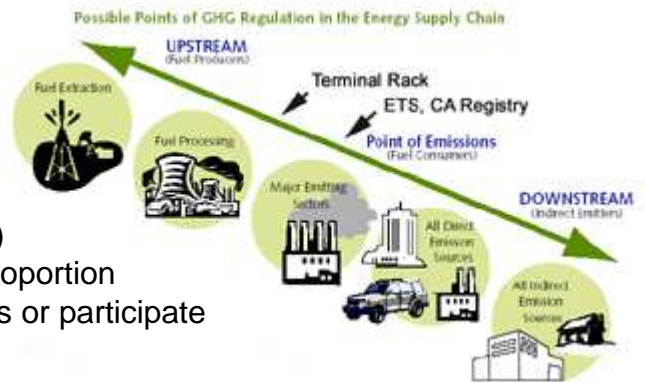 Possible Points of GHG Regulation in the Energy Supply Chain
UPSTREAM
(Fuel Producers)
Fuel Extraction
Terminal Rack
ETS, CA Registry
Fuel Processing
Point of Emissions
(Fuel Consumers)
Major Emitting
Sectors
DOWNSTREAM
(Indirect Emitters)
All Direct
Emission
Sources
)
oportion
s or participate
All Indirect
Emission
Sources